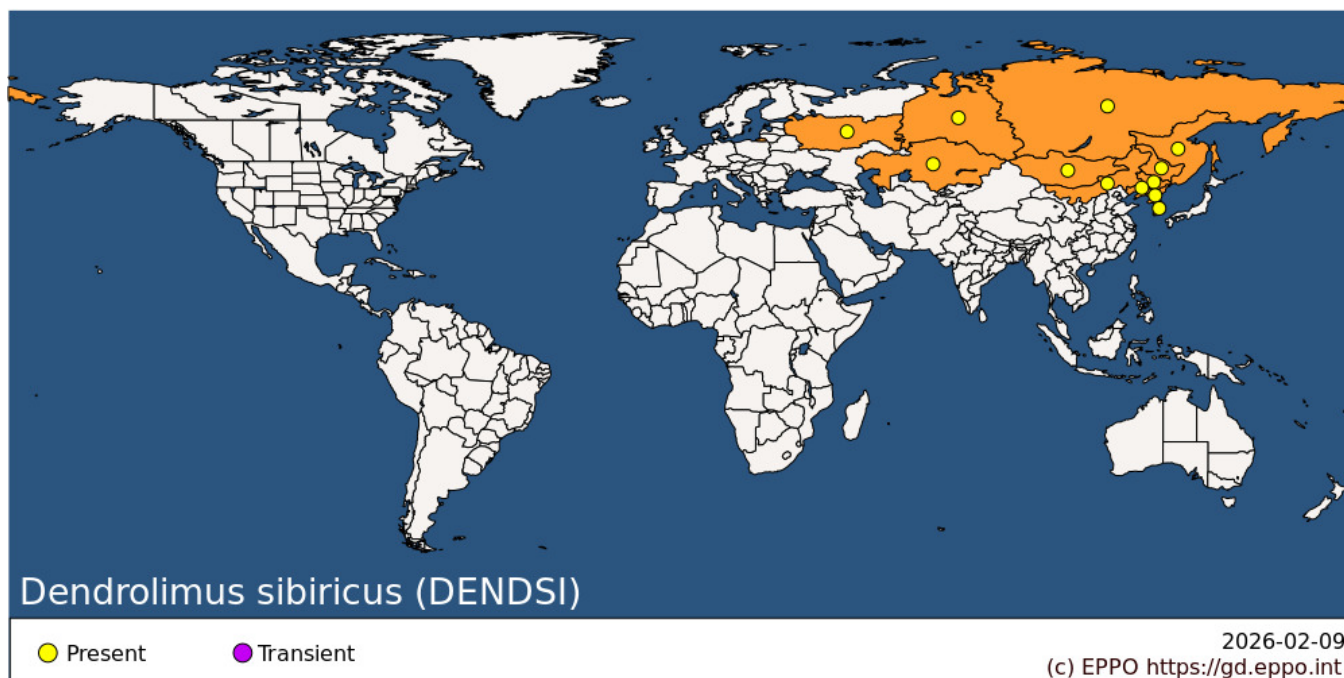 Dendrolimus sibiricus (DENDSI)
Present
Transient
2026-02-09
(c) EPPO https://gd.eppo.int